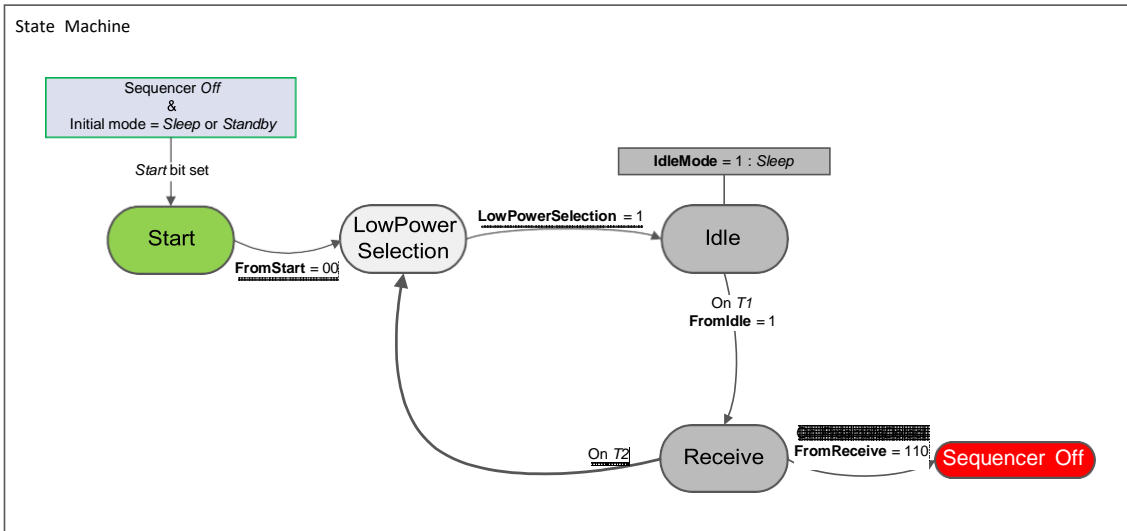 State Machine
Sequencer Off
&
Initial mode = Sleep or Standby
Start bit set
IdleMode = 1 : Sleep
Start
LowPower
Selection
LowPowerSelection = 1
Idle
FromStart = 00
On T1
FromIdle = 1
On T2
Receive
FromReceive = 110
Sequencer Off